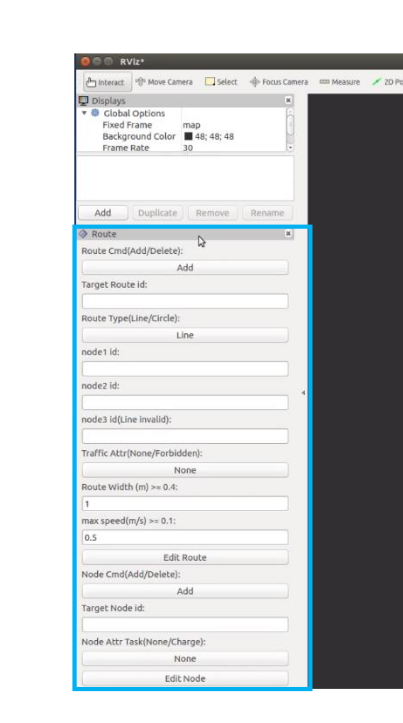 RViz*
Interact Move Camera Select Focus Camera Measure 2D Po
Displays
Global Options
Fixed Frame map
Background Color 48; 48; 48
Frame Rate 30
Add Duplicate Remove Rename
Route
Route Cmd(Add/Delete):
Add
Target Route id:
Route Type(Line/Circle):
Line
node1 id:
node2 id:
node3 id(Line invalid):
Traffic Attr(None/Forbidden):
None
Route Width (m) >= 0.4:
1
max speed(m/s) >= 0.1:
0.5
Edit Route
Node Cmd(Add/Delete):
Add
Target Node id:
Node Attr Task(None/Charge):
None
Edit Node